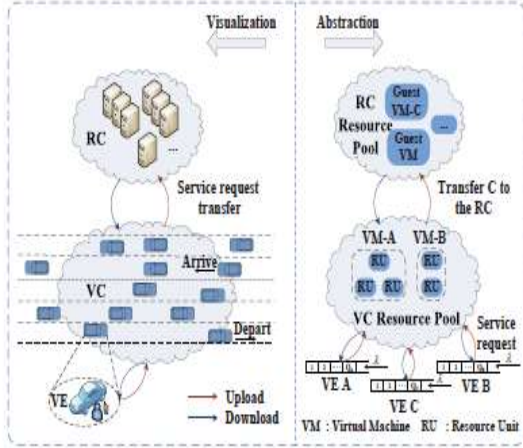 Visualization
Abstraction
RC
...
RC
Resource
Pool
Guest
VM-C
Guest
VM
...
Service request
transfer
Transfer C to
the RC
Arrive
VC
Depart
VE
Upload
Download
VM-A
VM-B
RU
RU
RU
RU
RU
VC Resource Pool
Service
request
λ
λ
λ
VE A
VE C
VE B
VM : Virtual Machine RU : Resource Unit